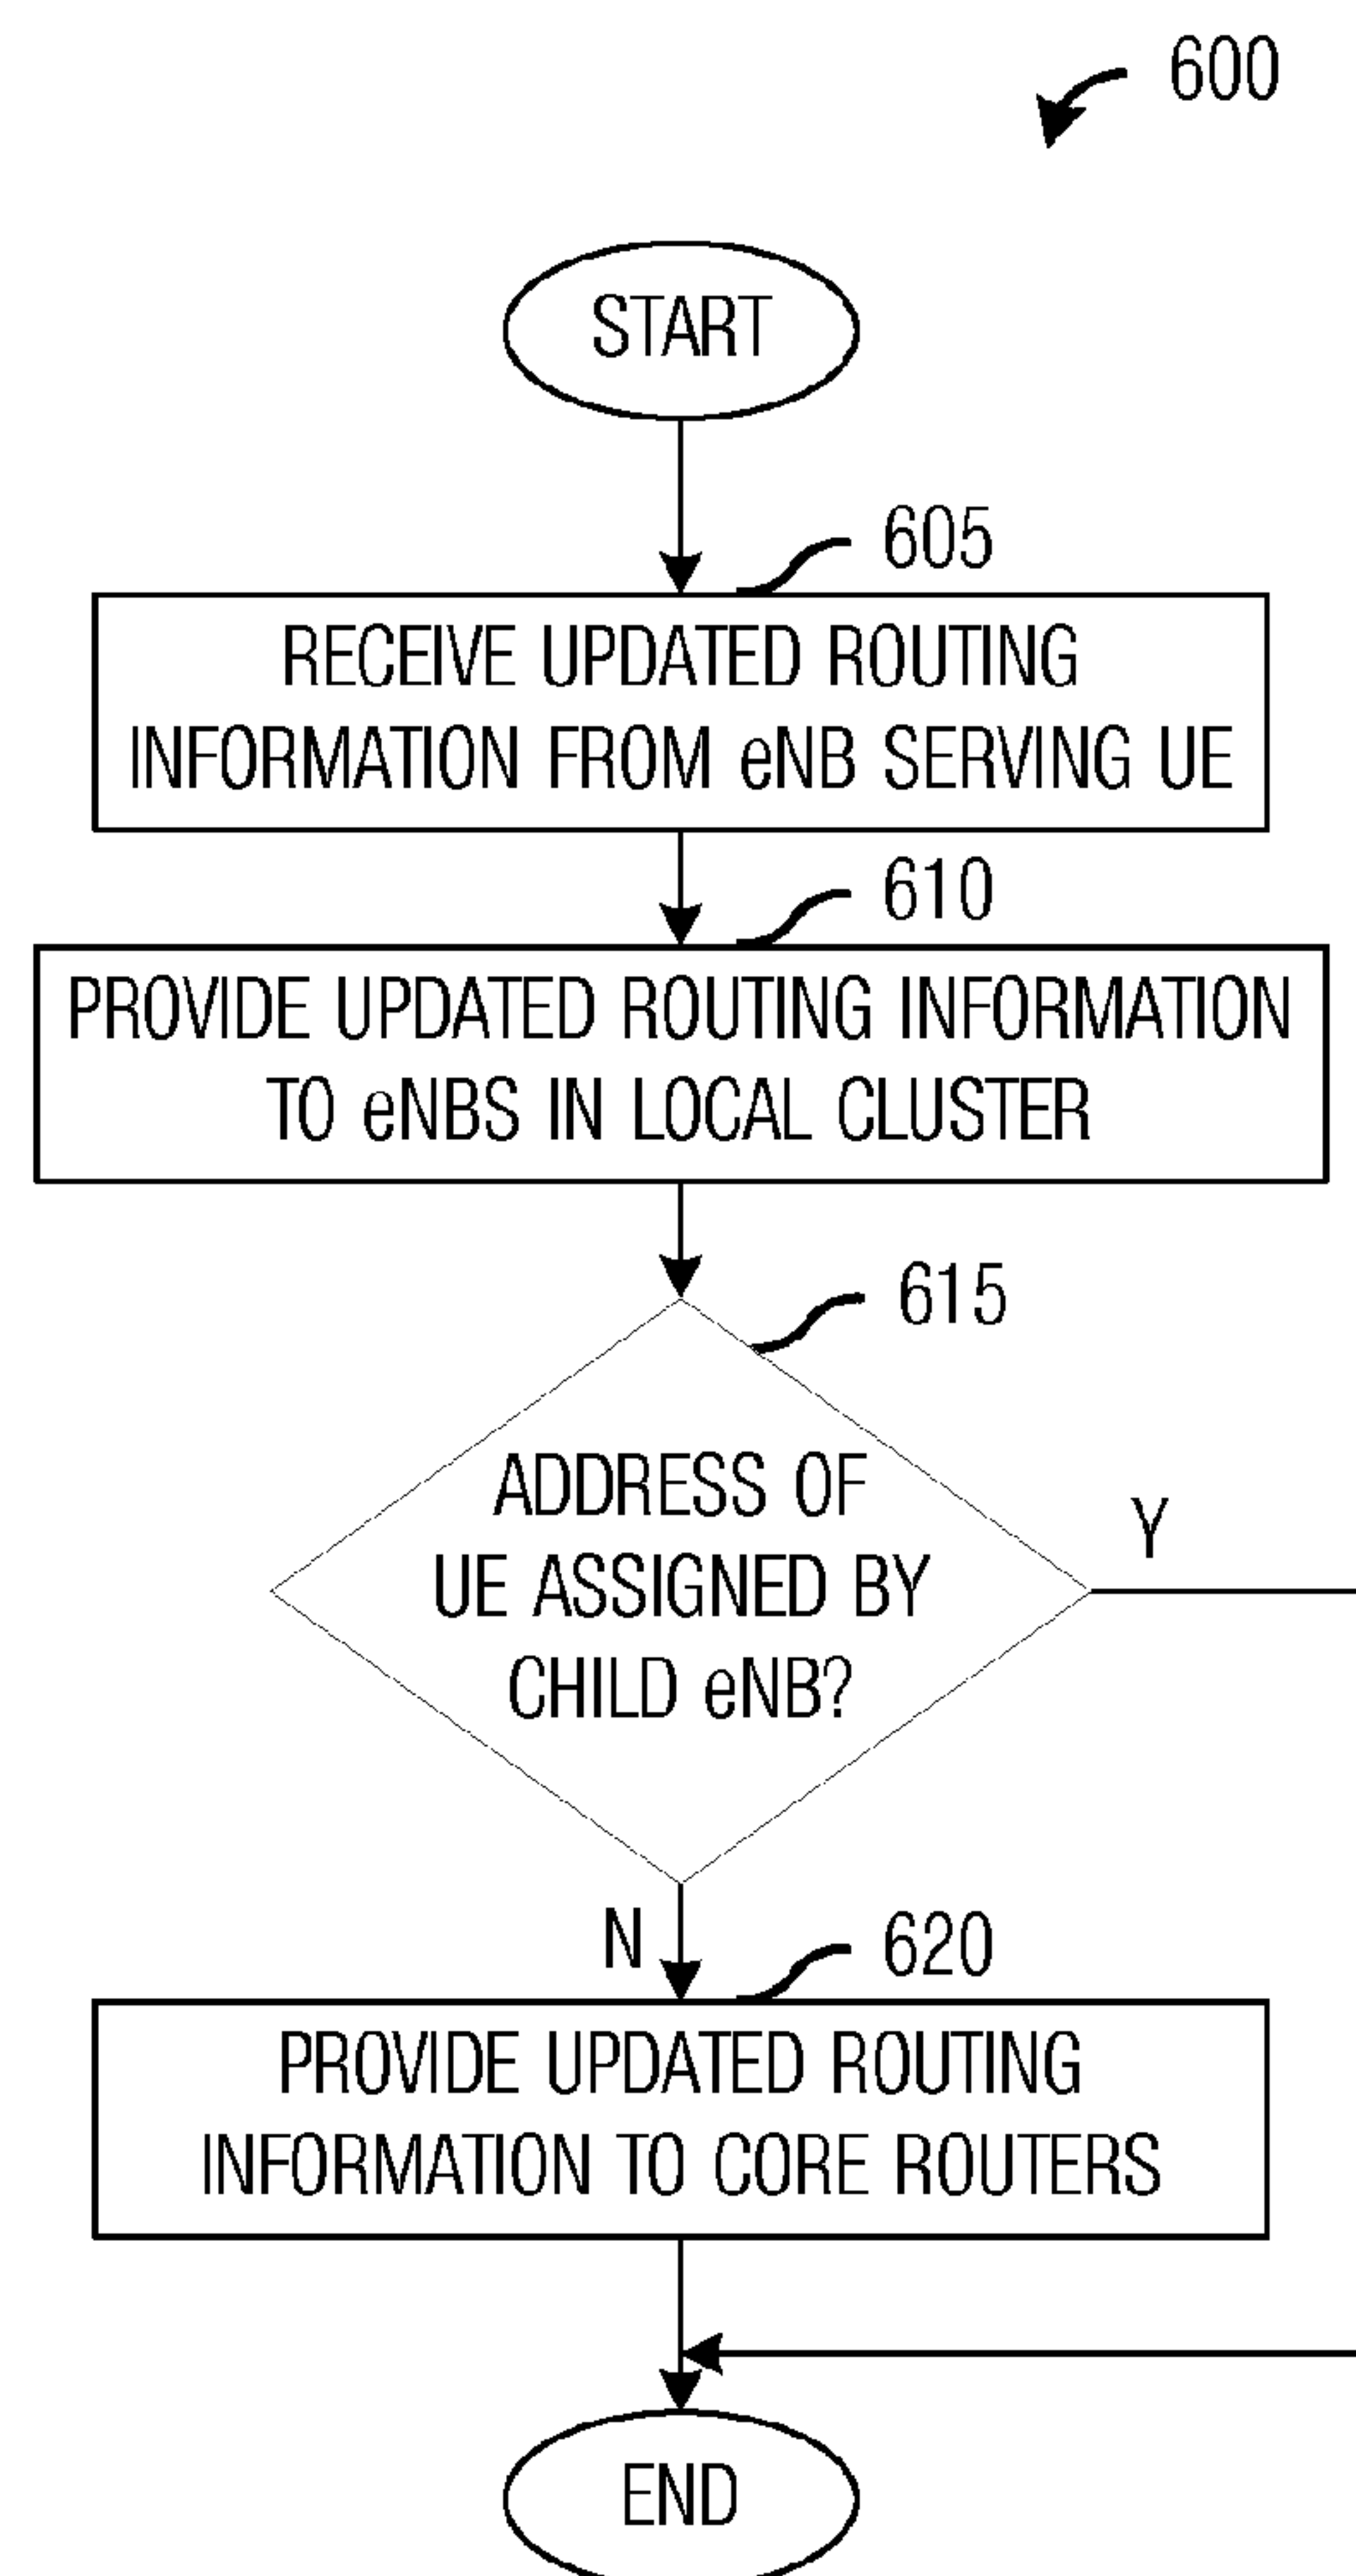 600
START
605
RECEIVE UPDATED ROUTING
INFORMATION FROM eNB SERVING UE
610
PROVIDE UPDATED ROUTING INFORMATION
TO eNBS IN LOCAL CLUSTER
615
ADDRESS OF
UE ASSIGNED BY
CHILD eNB?
Y
N
620
PROVIDE UPDATED ROUTING
INFORMATION TO CORE ROUTERS
END